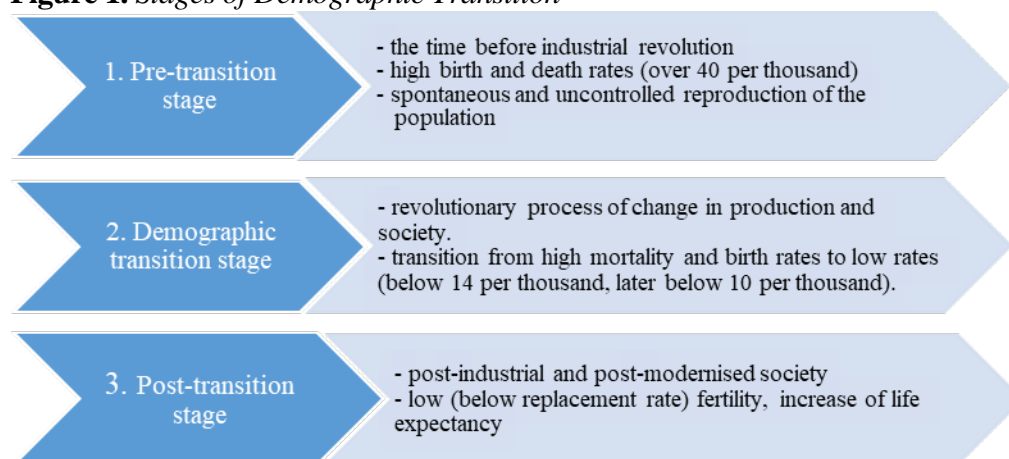 Figure 1. Stages of Demographic Transition
1. Pre-transition
stage
- the time before industrial revolution
- high birth and death rates (over 40 per thousand)
- spontaneous and uncontrolled reproduction of the
population
2. Demographic
transition stage
- revolutionary process of change in production and
society.
- transition from high mortality and birth rates to low rates
(below 14 per thousand, later below 10 per thousand).
3. Post-transition
stage
- post-industrial and post-modernised society
- low (below replacement rate) fertility, increase of life
expectancy